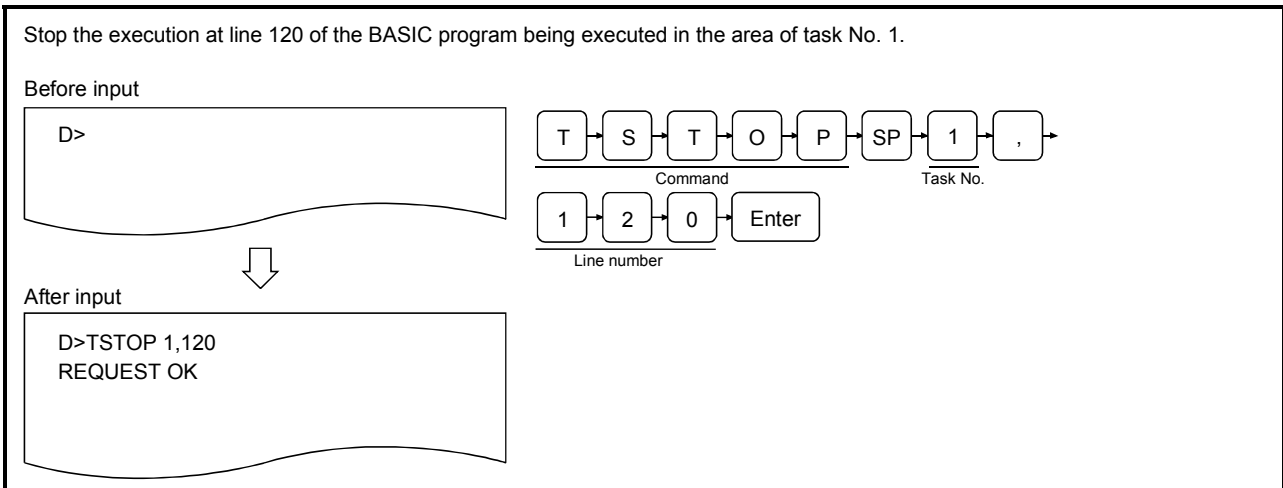 Stop the execution at line 120 of the BASIC program being executed in the area of task No. 1.
Before input
D>
T S T O P SP 1 ,
Command Task No.
1 2 0 Enter
Line number
After input
D>TSTOP 1,120
REQUEST OK